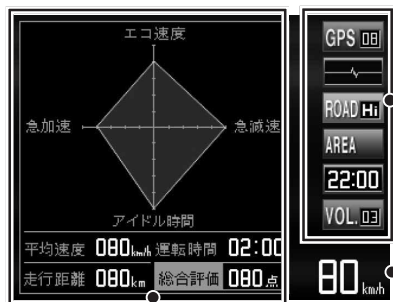 エコ速度
急加速
急減速
アイドル時間
平均速度 080km/h 運転時間 02:00
走行距離 080km 総合評価 080点
GPS 08
ROAD Hi
AREA
22:00
VOL. 03
80 km/h